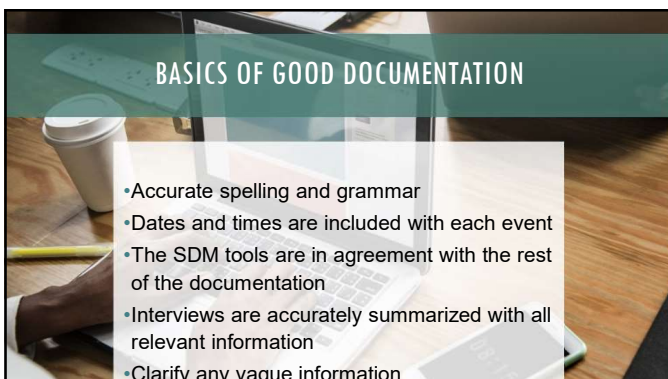 BASICS OF GOOD DOCUMENTATION
•Accurate spelling and grammar
•Dates and times are included with each event
•The SDM tools are in agreement with the rest
of the documentation
•Interviews are accurately summarized with all
relevant information
•Clarify any vague information